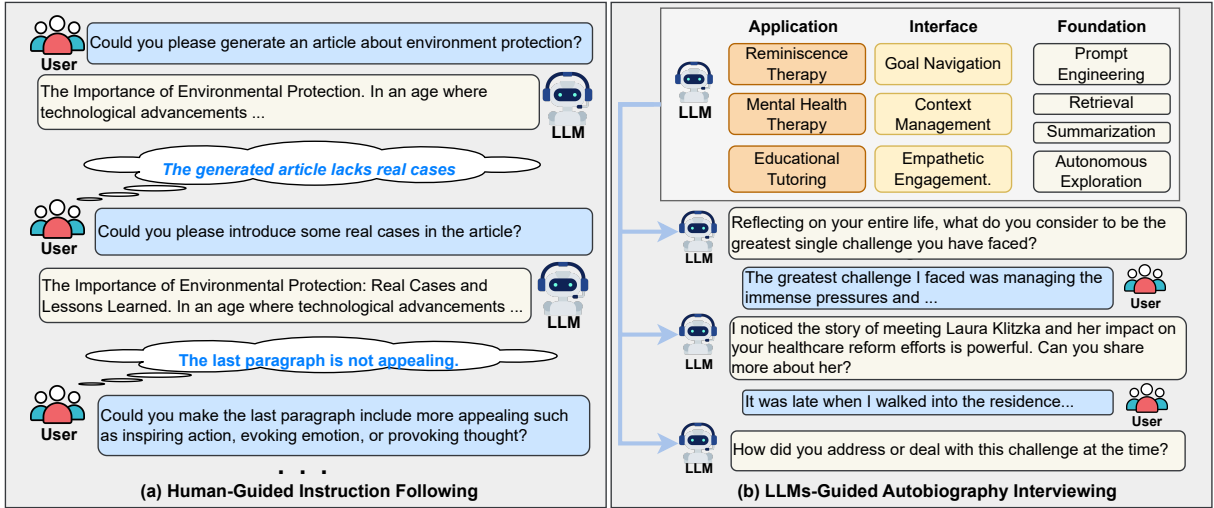 Could you please generate an article about environment protection?
User
The Importance of Environmental Protection. In an age where
technological advancements ...
LLM
The generated article lacks real cases
User
Could you please introduce some real cases in the article?
The Importance of Environmental Protection: Real Cases and
Lessons Learned. In an age where technological advancements ...
LLM
The last paragraph is not appealing.
User
Could you make the last paragraph include more appealing such
as inspiring action, evoking emotion, or provoking thought?
. . .
(a) Human-Guided Instruction Following
Application
Interface
Foundation
LLM
Reminiscence
Therapy
Goal Navigation
Prompt
Engineering
Mental Health
Therapy
Context
Management
Retrieval
Summarization
Educational
Tutoring
Empathetic
Engagement.
Autonomous
Exploration
LLM
Reflecting on your entire life, what do you consider to be the
greatest single challenge you have faced?
The greatest challenge I faced was managing the
immense pressures and ...
User
LLM
I noticed the story of meeting Laura Klitzka and her impact on
your healthcare reform efforts is powerful. Can you share
more about her?
It was late when I walked into the residence...
User
LLM
How did you address or deal with this challenge at the time?
(b) LLMs-Guided Autobiography Interviewing